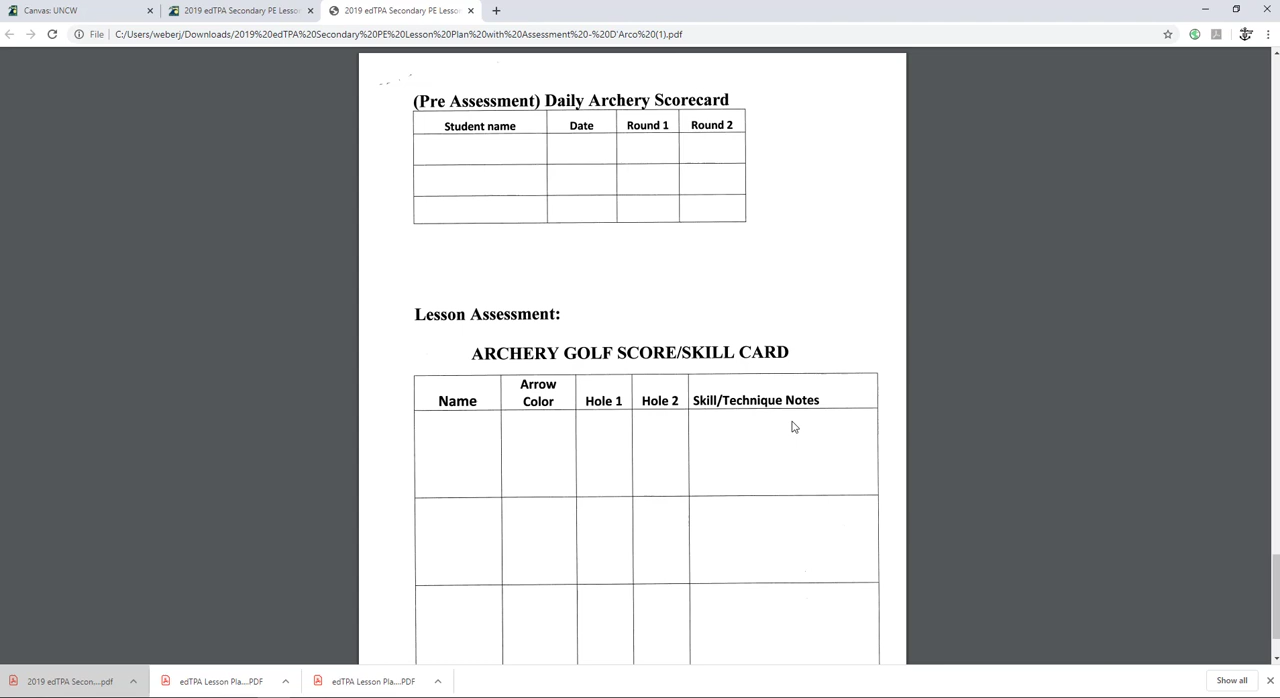 Canvas: UNCW
2019 edTPA Secondary PE Lesso
2019 edTPA Secondary PE Lesso
File C:/Users/weberj/Downloads/2019%20edTPA%20Secondary%20PE%20Lesson%20Plan%20with%20Assessment%20-%20D'Arco%20(1).pdf
(Pre Assessment) Daily Archery Scorecard
Student name Date Round 1 Round 2
Lesson Assessment:
ARCHERY GOLF SCORE/SKILL CARD
Name Arrow Color Hole 1 Hole 2 Skill/Technique Notes
2019 edTPA Secon....pdf edTPA Lesson Pla....PDF edTPA Lesson Pla....PDF Show all